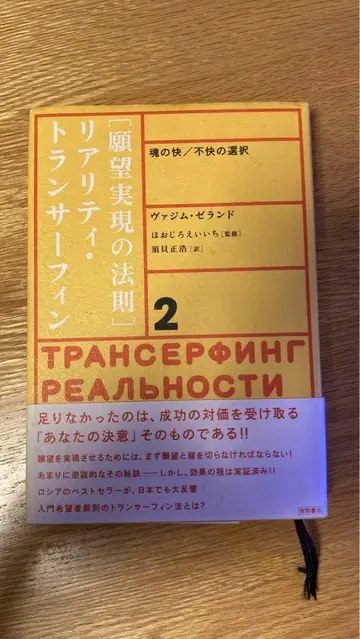 [願望実現の法則]
リアリティ・
トランサーフィン
魂の快/不快の選択
ヴァジム・ゼランド
ほおじろえいいち[監修]
須貝正浩[訳]
2
ТРАНСЕРФИНГ
РЕАЛЬНОСТИ
足りなかったのは、成功の対価を受け取る
「あなたの決意」そのものである!!
願望を実現させるためには、まず願望と縁を切らなければならない!
あまりに逆説的なその秘訣——しかし、効果の程は実証済み!!
ロシアのベストセラーが、日本でも大反響
入門希望者殺到のトランサーフィン法とは?
徳間書店